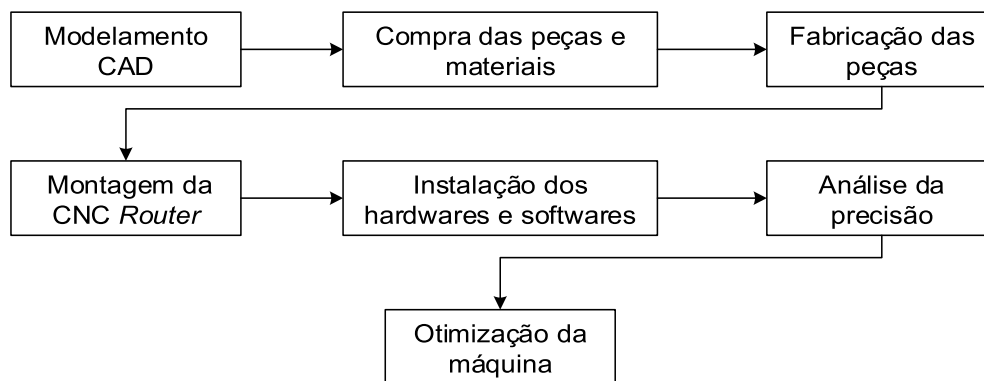 Modelamento
CAD
Compra das peças e
materiais
Fabricação das
peças
Montagem da
CNC Router
Instalação dos
hardwares e softwares
Análise da
precisão
Otimização da
máquina